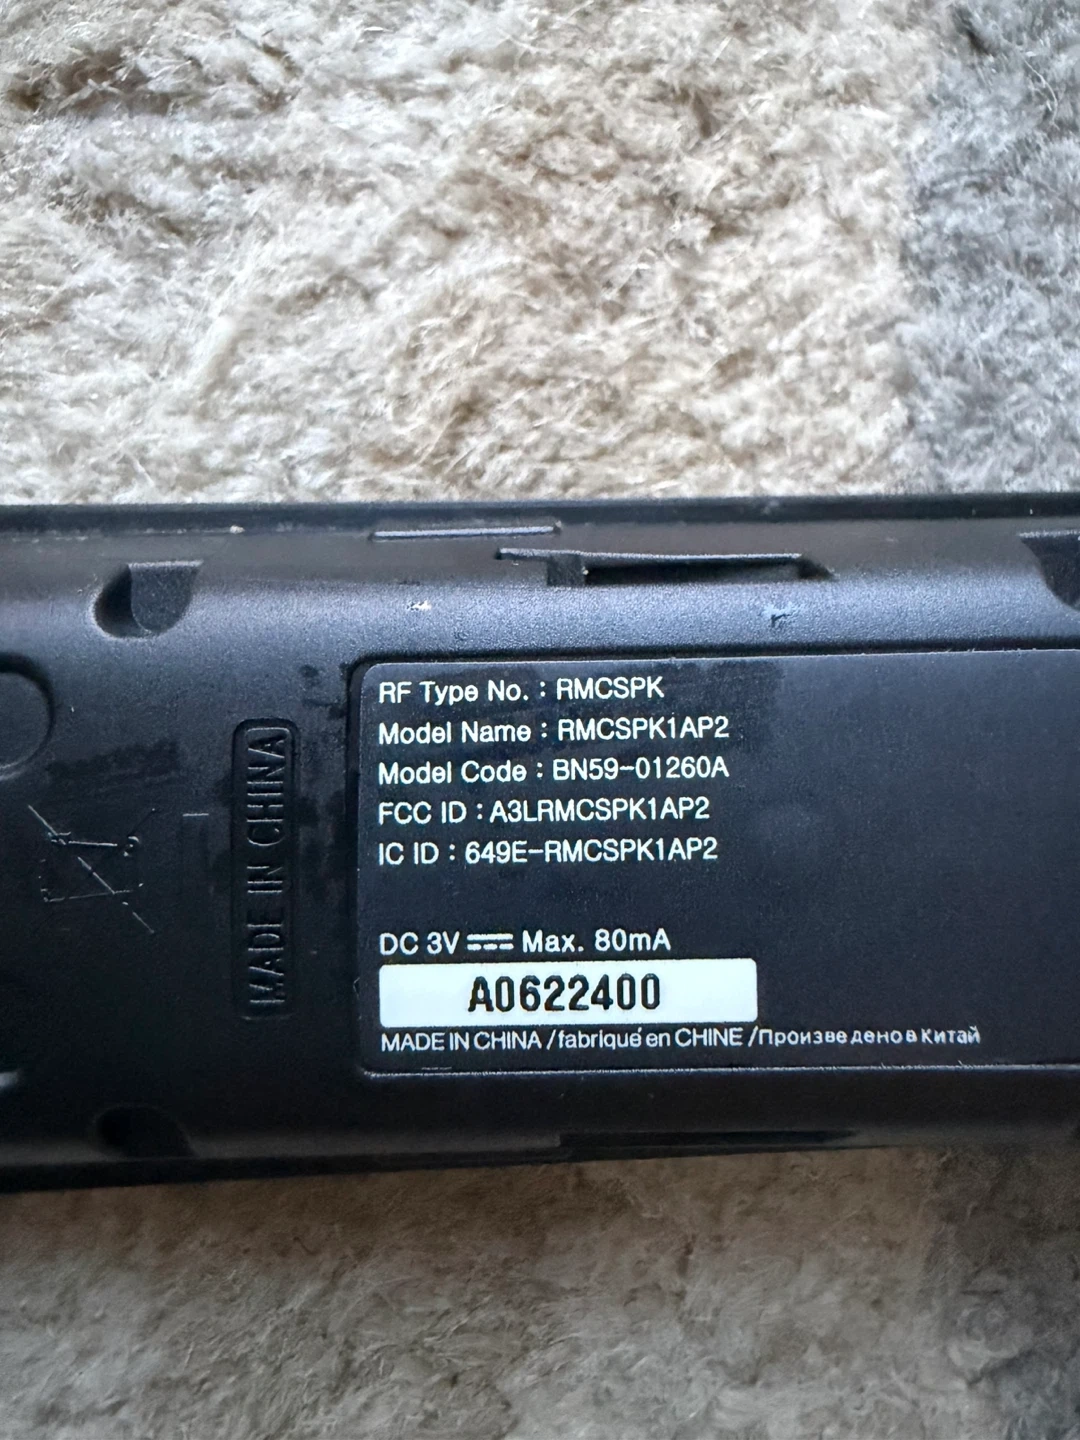 RF Type No. : RMCSPK
Model Name : RMCSPK1AP2
Model Code : BN59-01260A
FCC ID : A3LRMCSPK1AP2
IC ID : 649E-RMCSPK1AP2
DC 3V ⎓ Max. 80mA
A0622400
MADE IN CHINA /fabriqué en CHINE /Произведено в Китай
MADE IN CHINA